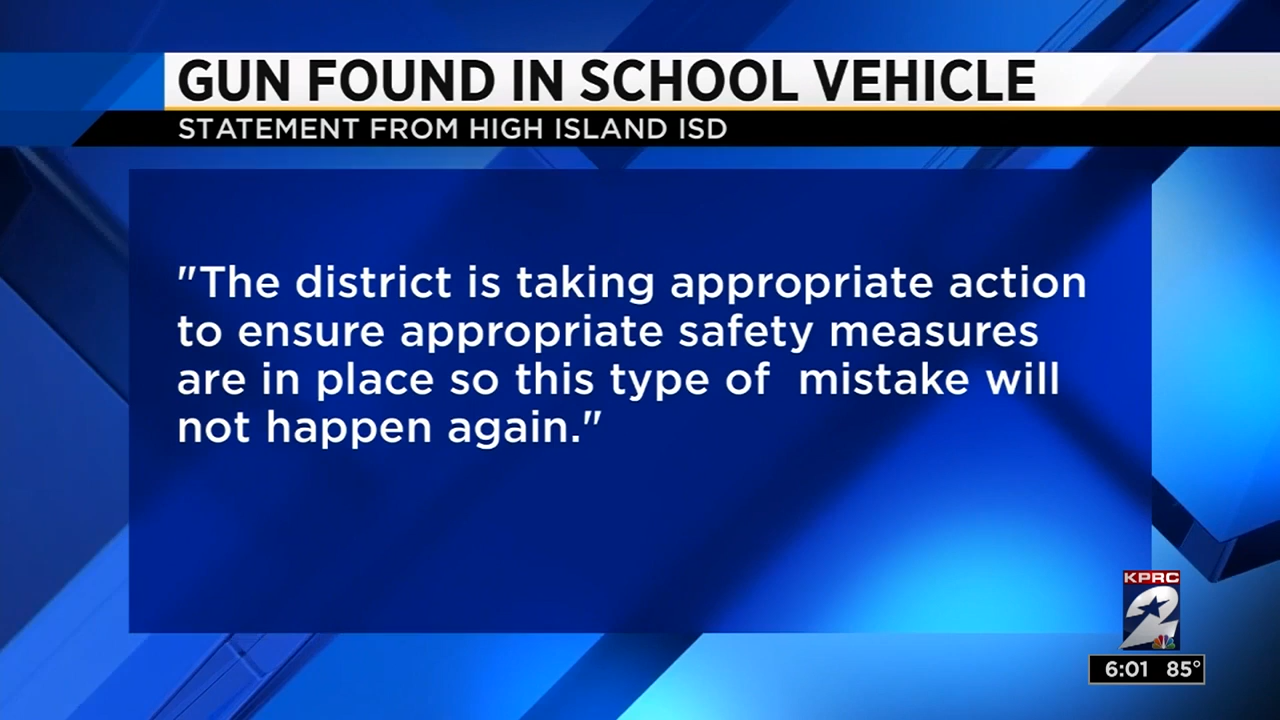 GUN FOUND IN SCHOOL VEHICLE
STATEMENT FROM HIGH ISLAND ISD
"The district is taking appropriate action
to ensure appropriate safety measures
are in place so this type of  mistake will
not happen again."
KPRC
2
6:01 85°